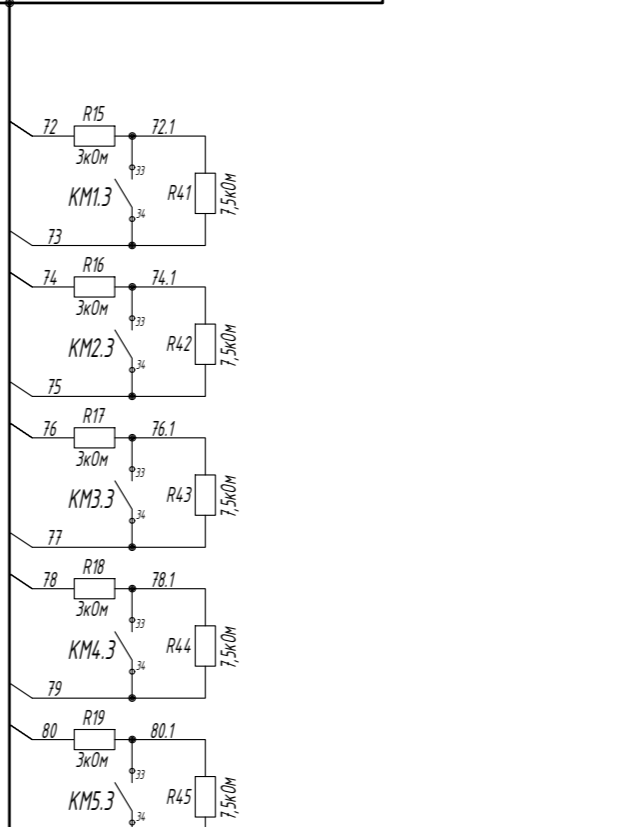 R15
72 72.1
3кОм
33
КМ1.3 R41 7,5кОм
34
73
R16
74 74.1
3кОм
33
КМ2.3 R42 7,5кОм
34
75
R17
76 76.1
3кОм
33
КМ3.3 R43 7,5кОм
34
77
R18
78 78.1
3кОм
33
КМ4.3 R44 7,5кОм
34
79
R19
80 80.1
3кОм
33
КМ5.3 R45 7,5кОм
34